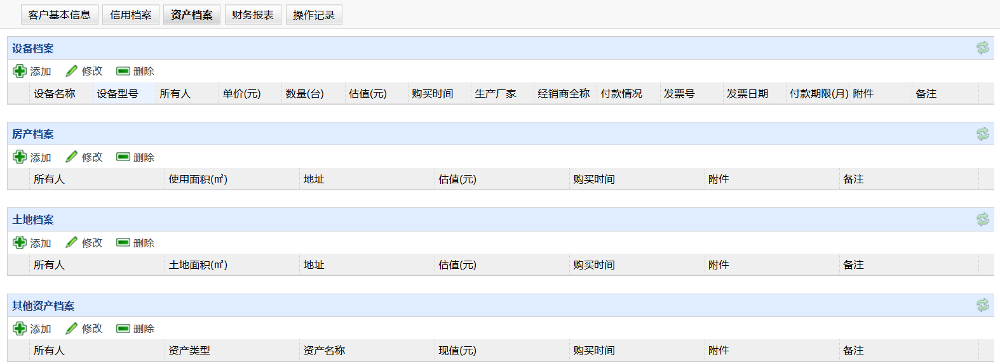 客户基本信息 信用档案 资产档案 财务报表 操作记录
设备档案
添加 修改 删除
设备名称 设备型号 所有人 单价(元) 数量(台) 估值(元) 购买时间 生产厂家 经销商全称 付款情况 发票号 发票日期 付款期限(月) 附件 备注
房产档案
添加 修改 删除
所有人 使用面积(㎡) 地址 估值(元) 购买时间 附件 备注
土地档案
添加 修改 删除
所有人 土地面积(㎡) 地址 估值(元) 购买时间 附件 备注
其他资产档案
添加 修改 删除
所有人 资产类型 资产名称 现值(元) 购买时间 附件 备注